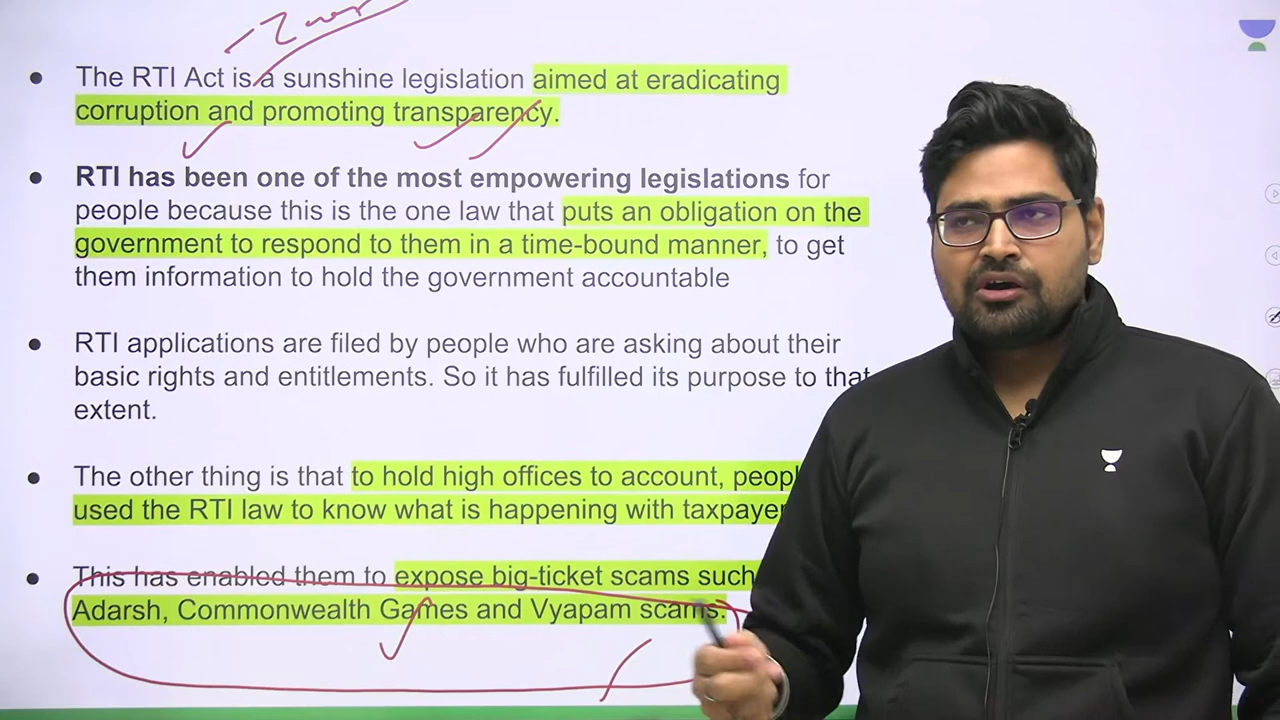 The RTI Act is a sunshine legislation aimed at eradicating
corruption and promoting transparency.
RTI has been one of the most empowering legislations for
people because this is the one law that puts an obligation on the
government to respond to them in a time-bound manner, to get
them information to hold the government accountable
RTI applications are filed by people who are asking about their
basic rights and entitlements. So it has fulfilled its purpose to that
extent.
The other thing is that to hold high offices to account,
used the RTI law to know what is happening with
This has enabled them to expose big-ticket scams such
Adarsh, Commonwealth Games and Vyapam scams.